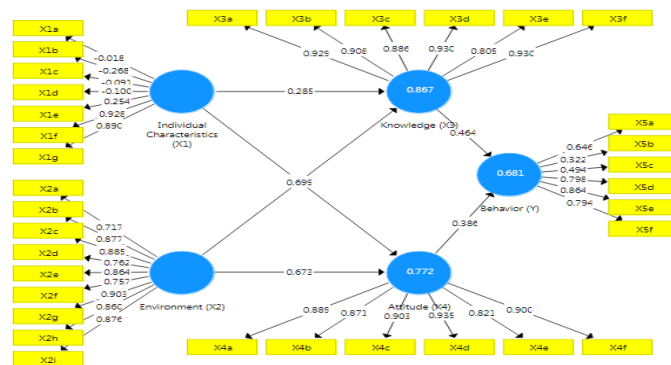 X1a
X1b
X1c
X1d
X1e
X1f
X1g
-0.018
-0.268
-0.091
-0.100
0.254
0.928
0.890
Individual
Characteristics
(X1)
X3a
X3b
X3c
X3d
X3e
X3f
0.929
0.908
0.886
0.930
0.805
0.930
0.867
Knowledge (X3)
0.285
0.464
0.695
X5a
X5b
X5c
X5d
X5e
X5f
0.646
0.322
0.494
0.798
0.864
0.794
0.681
Behavior (Y)
0.386
X2a
X2b
X2c
X2d
X2e
X2f
X2g
X2h
X2i
0.717
0.877
0.885
0.762
0.864
0.757
0.903
0.860
0.876
Environment (X2)
0.673
0.772
Attitude (X4)
0.889
0.871
0.903
0.935
0.821
0.900
X4a
X4b
X4c
X4d
X4e
X4f